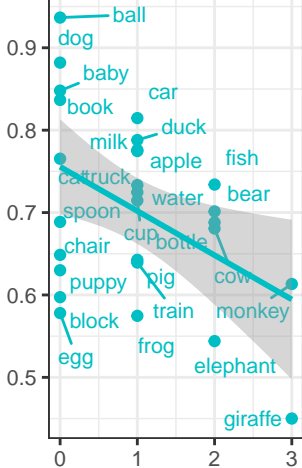 ball
dog
0.9
baby
book
car
duck
0.8
milk
apple
fish
cat
truck
bear
water
spoon
0.7
cup
bottle
chair
cow
puppy
pig
0.6
train
monkey
block
egg
frog
elephant
0.5
giraffe
0
1
2
3